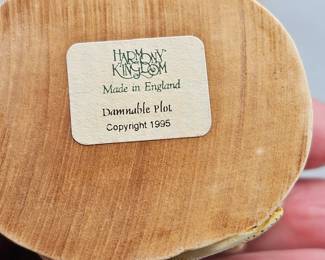 HARMONY
KINGDOM
Made in England
Damnable Plot
Copyright 1995